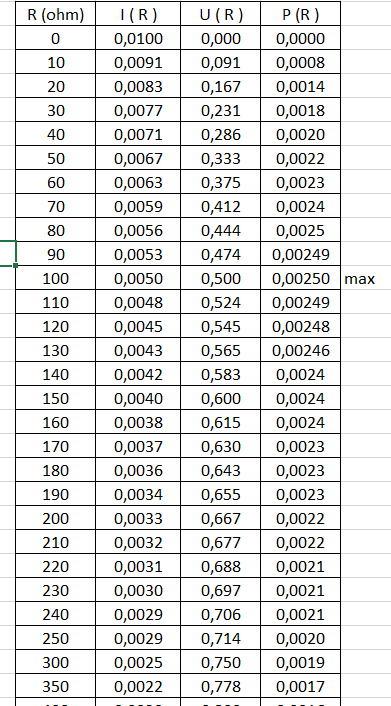 R (ohm) I ( R ) U ( R ) P (R )
0 0,0100 0,000 0,0000
10 0,0091 0,091 0,0008
20 0,0083 0,167 0,0014
30 0,0077 0,231 0,0018
40 0,0071 0,286 0,0020
50 0,0067 0,333 0,0022
60 0,0063 0,375 0,0023
70 0,0059 0,412 0,0024
80 0,0056 0,444 0,0025
90 0,0053 0,474 0,00249
100 0,0050 0,500 0,00250 max
110 0,0048 0,524 0,00249
120 0,0045 0,545 0,00248
130 0,0043 0,565 0,00246
140 0,0042 0,583 0,0024
150 0,0040 0,600 0,0024
160 0,0038 0,615 0,0024
170 0,0037 0,630 0,0023
180 0,0036 0,643 0,0023
190 0,0034 0,655 0,0023
200 0,0033 0,667 0,0022
210 0,0032 0,677 0,0022
220 0,0031 0,688 0,0021
230 0,0030 0,697 0,0021
240 0,0029 0,706 0,0021
250 0,0029 0,714 0,0020
300 0,0025 0,750 0,0019
350 0,0022 0,778 0,0017